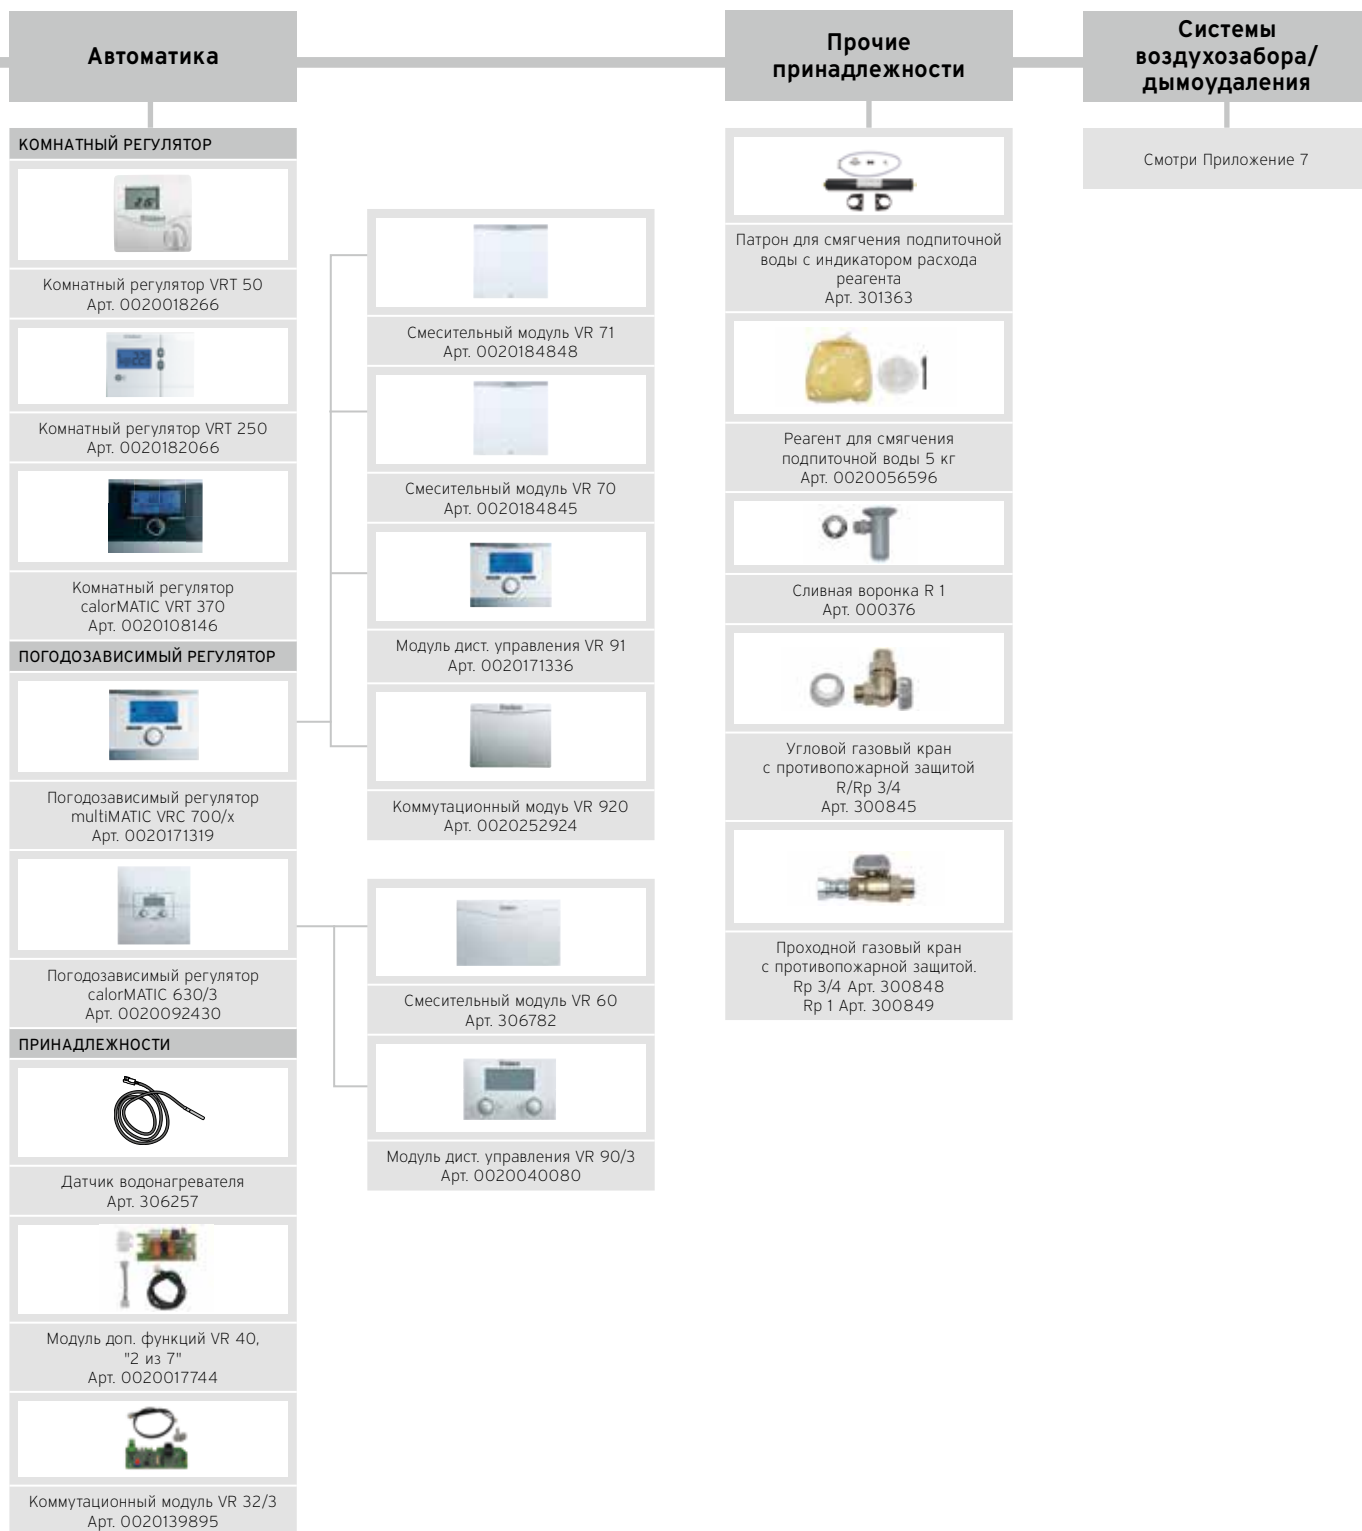 Автоматика
КОМНАТНЫЙ РЕГУЛЯТОР
Комнатный регулятор VRT 50
Арт. 0020018266
Комнатный регулятор VRT 250
Арт. 0020182066
Комнатный регулятор
calorMATIC VRT 370
Арт. 0020108146
ПОГОДОЗАВИСИМЫЙ РЕГУЛЯТОР
Погодозависимый регулятор
multiMATIC VRC 700/x
Арт. 0020171319
Погодозависимый регулятор
calorMATIC 630/3
Арт. 0020092430
ПРИНАДЛЕЖНОСТИ
Датчик водонагревателя
Арт. 306257
Модуль доп. функций VR 40,
"2 из 7"
Арт. 0020017744
Коммутационный модуль VR 32/3
Арт. 0020139895
Смесительный модуль VR 71
Арт. 0020184848
Смесительный модуль VR 70
Арт. 0020184845
Модуль дист. управления VR 91
Арт. 0020171336
Коммутационный модуь VR 920
Арт. 0020252924
Смесительный модуль VR 60
Арт. 306782
Модуль дист. управления VR 90/3
Арт. 0020040080
Прочие
принадлежности
Патрон для смягчения подпиточной
воды с индикатором расхода
реагента
Арт. 301363
Реагент для смягчения
подпиточной воды 5 кг
Арт. 0020056596
Сливная воронка R 1
Арт. 000376
Угловой газовый кран
с противопожарной защитой
R/Rp 3/4
Арт. 300845
Проходной газовый кран
с противопожарной защитой.
Rp 3/4 Арт. 300848
Rp 1 Арт. 300849
Системы
воздухозабора/
дымоудаления
Смотри Приложение 7